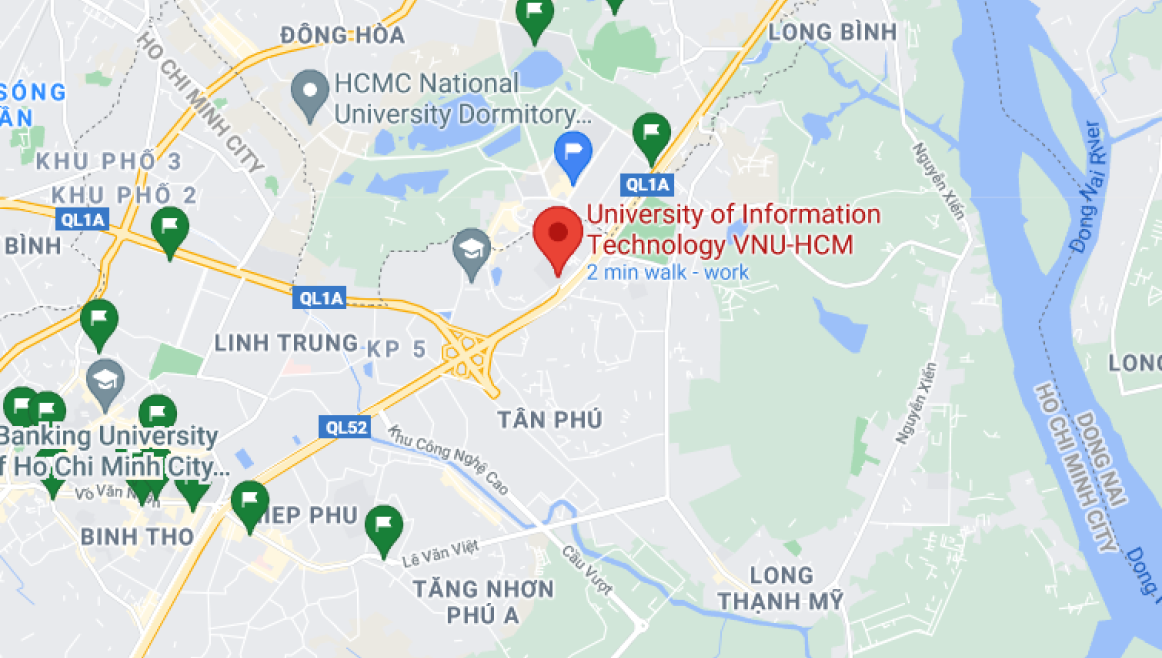 ĐÔNG HÒA
LONG BÌNH
HO CHI MINH CITY
SÓNG
ẦN
HCMC National
University Dormitory...
KHU PHỐ 3
KHU PHỐ 2
QL1A
QL1A
BÌNH
University of Information
Technology VNU-HCM
2 min walk - work
Nguyễn Xiển
Dong Nai River
QL1A
LINH TRUNG
KP 5
LONG
Nguyễn Xiển
QL52
TÂN PHÚ
HO CHI MINH CITY
DONG NAI
Banking University
f Ho Chi Minh City...
Khu Công Nghệ Cao
IEP PHU
BINH THO
Lê Văn Việt
Cầu Vượt
TĂNG NHƠN
PHÚ A
LONG
THẠNH MỸ
Dong